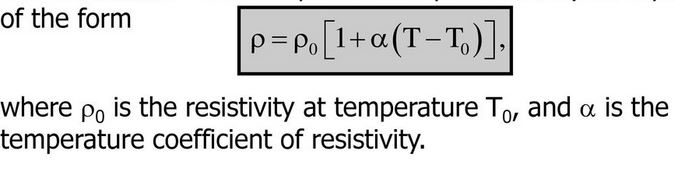 of the form
ρ=ρ₀[1+α(T−T₀)],
where ρ₀ is the resistivity at temperature T₀, and α is the
temperature coefficient of resistivity.